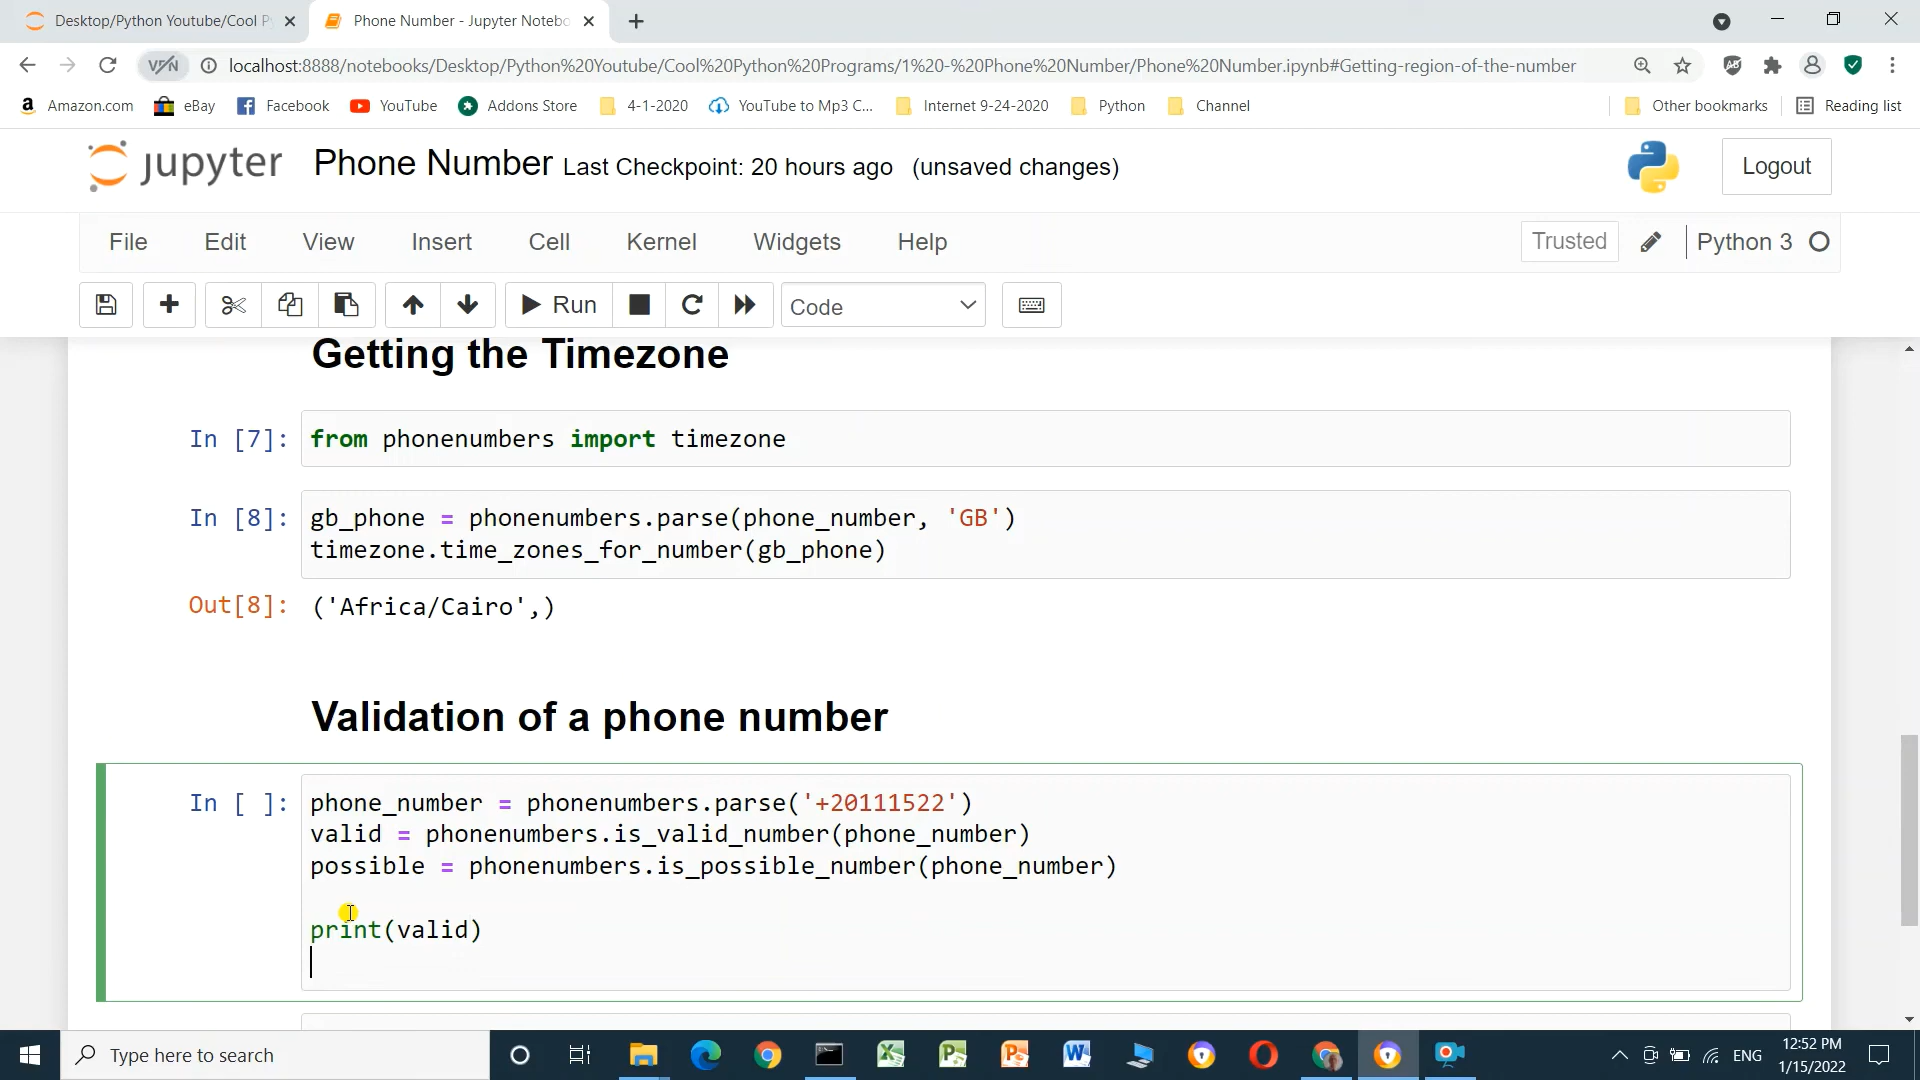 Desktop/Python Youtube/Cool P
Phone Number - Jupyter Notebo
VPN
localhost:8888/notebooks/Desktop/Python%20Youtube/Cool%20Python%20Programs/1%20-%20Phone%20Number/Phone%20Number.ipynb#Getting-region-of-the-number
Amazon.com
eBay
Facebook
YouTube
Addons Store
4-1-2020
YouTube to Mp3 C...
Internet 9-24-2020
Python
Channel
Other bookmarks
Reading list
jupyter
Phone Number Last Checkpoint: 20 hours ago (unsaved changes)
Logout
File Edit View Insert Cell Kernel Widgets Help
Trusted
Python 3
Run
Code
Getting the Timezone
In [7]: from phonenumbers import timezone
In [8]: gb_phone = phonenumbers.parse(phone_number, 'GB')
timezone.time_zones_for_number(gb_phone)
Out[8]: ('Africa/Cairo',)
Validation of a phone number
In [ ]: phone_number = phonenumbers.parse('+20111522')
valid = phonenumbers.is_valid_number(phone_number)
possible = phonenumbers.is_possible_number(phone_number)
print(valid)
Type here to search
ENG
12:52 PM
1/15/2022